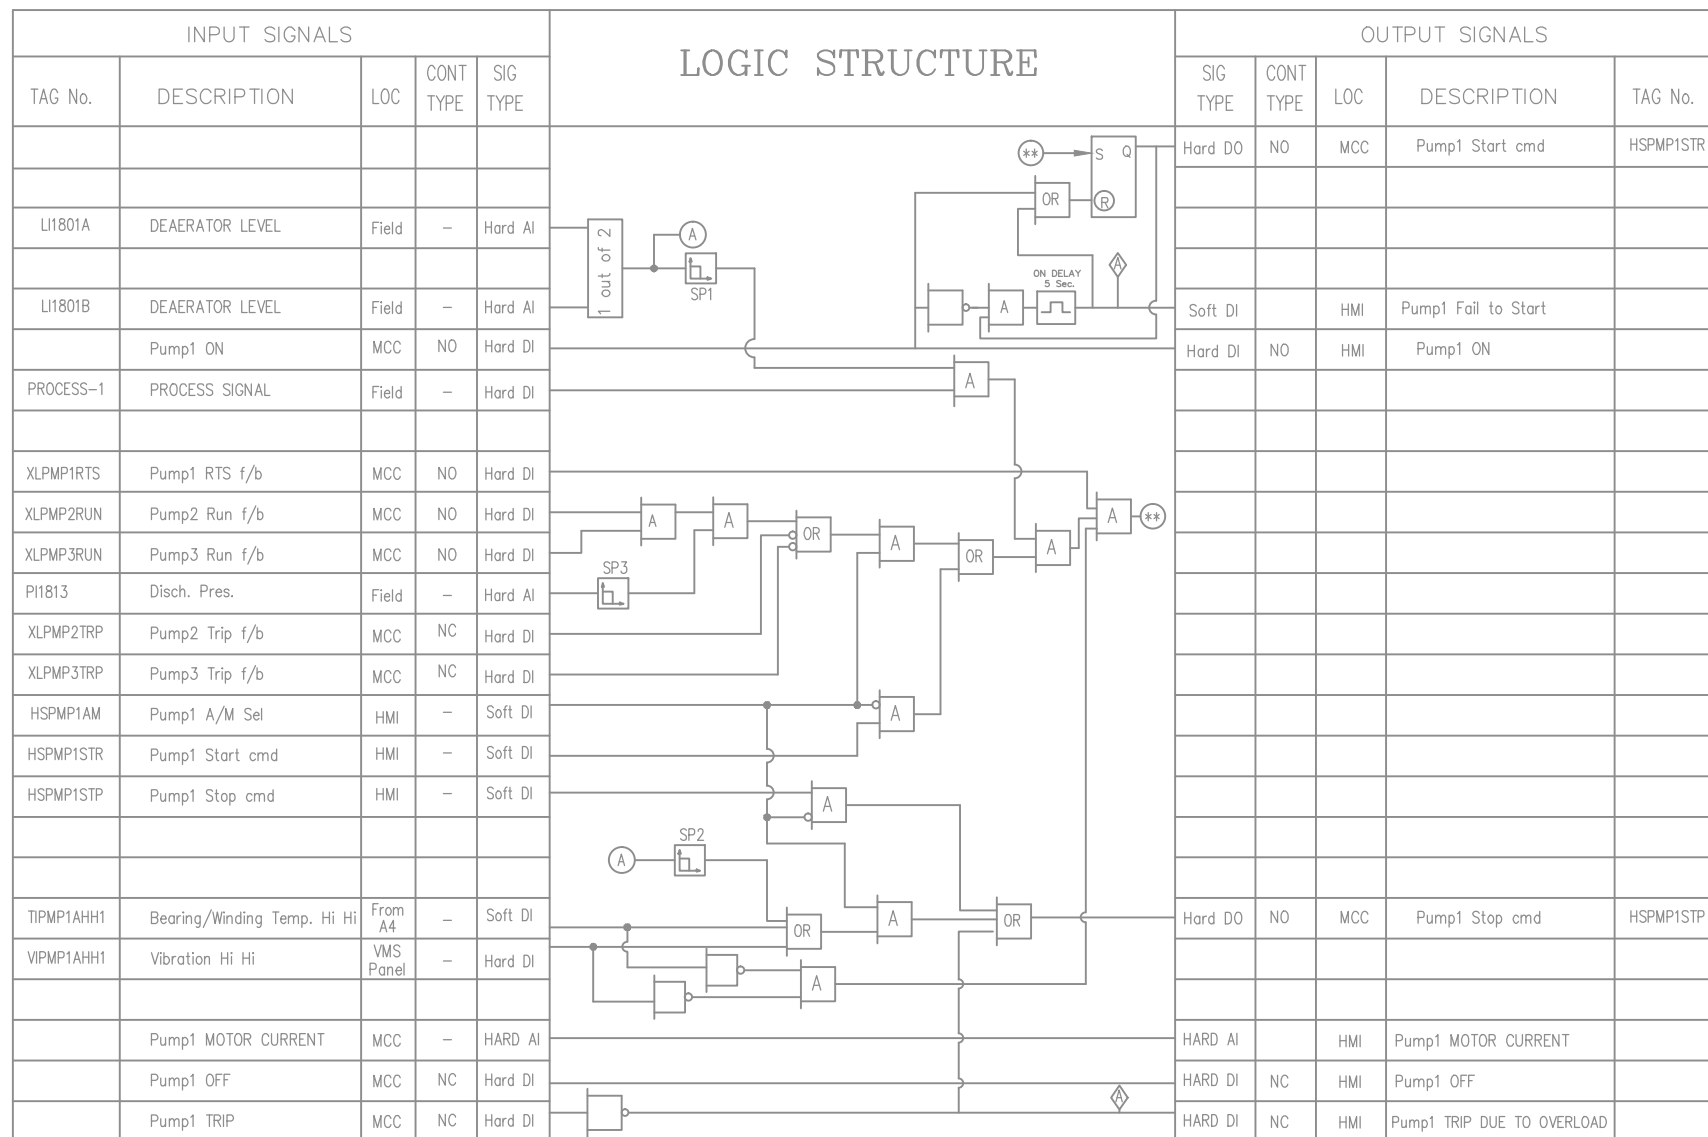 INPUT SIGNALS
LOGIC STRUCTURE
OUTPUT SIGNALS
TAG No. DESCRIPTION LOC CONT TYPE SIG TYPE
SIG TYPE CONT TYPE LOC DESCRIPTION TAG No.
** S Q
Hard DO NO MCC Pump1 Start cmd HSPMP1STR
OR R
LI1801A DEAERATOR LEVEL Field - Hard AI
1 out of 2
A
SP1
ON DELAY
5 Sec.
A
LI1801B DEAERATOR LEVEL Field - Hard AI
A
Soft DI HMI Pump1 Fail to Start
Pump1 ON MCC NO Hard DI
Hard DI NO HMI Pump1 ON
PROCESS-1 PROCESS SIGNAL Field - Hard DI
A
XLPMP1RTS Pump1 RTS f/b MCC NO Hard DI
XLPMP2RUN Pump2 Run f/b MCC NO Hard DI
A A OR A OR A A **
XLPMP3RUN Pump3 Run f/b MCC NO Hard DI
SP3
PI1813 Disch. Pres. Field - Hard AI
XLPMP2TRP Pump2 Trip f/b MCC NC Hard DI
XLPMP3TRP Pump3 Trip f/b MCC NC Hard DI
HSPMP1AM Pump1 A/M Sel HMI - Soft DI
A
HSPMP1STR Pump1 Start cmd HMI - Soft DI
HSPMP1STP Pump1 Stop cmd HMI - Soft DI
A
SP2
A
TIPMP1AHH1 Bearing/Winding Temp. Hi Hi From A4 - Soft DI
OR A OR
Hard DO NO MCC Pump1 Stop cmd HSPMP1STP
VIPMP1AHH1 Vibration Hi Hi VMS Panel - Hard DI
A
Pump1 MOTOR CURRENT MCC - HARD AI
HARD AI HMI Pump1 MOTOR CURRENT
Pump1 OFF MCC NC Hard DI
HARD DI NC HMI Pump1 OFF
A
Pump1 TRIP MCC NC Hard DI
HARD DI NC HMI Pump1 TRIP DUE TO OVERLOAD